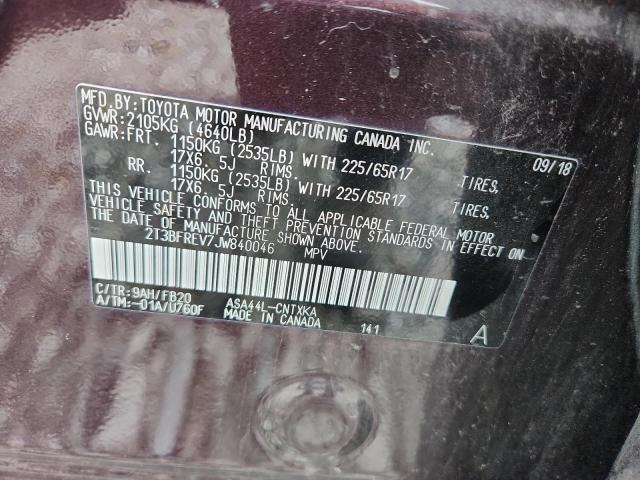 MFD.BY:TOYOTA MOTOR MANUFACTURING CANADA INC.
GVWR:2105KG (4640LB) 09/18
GAWR:FRT. 1150KG (2535LB) WITH 225/65R17 TIRES,
17X6.5J RIMS.
RR. 1150KG (2535LB) WITH 225/65R17 TIRES,
17X6.5J RIMS.
THIS VEHICLE CONFORMS TO ALL APPLICABLE FEDERAL MOTOR
VEHICLE SAFETY AND THEFT PREVENTION STANDARDS IN EFFECT ON
THE DATE OF MANUFACTURE SHOWN ABOVE.
2T3BFREV7JW840046 MPV
C/TR:9AH/FB20 ASA44L-CNTXKA
A/TM:-01A/U760F MADE IN CANADA 141 A